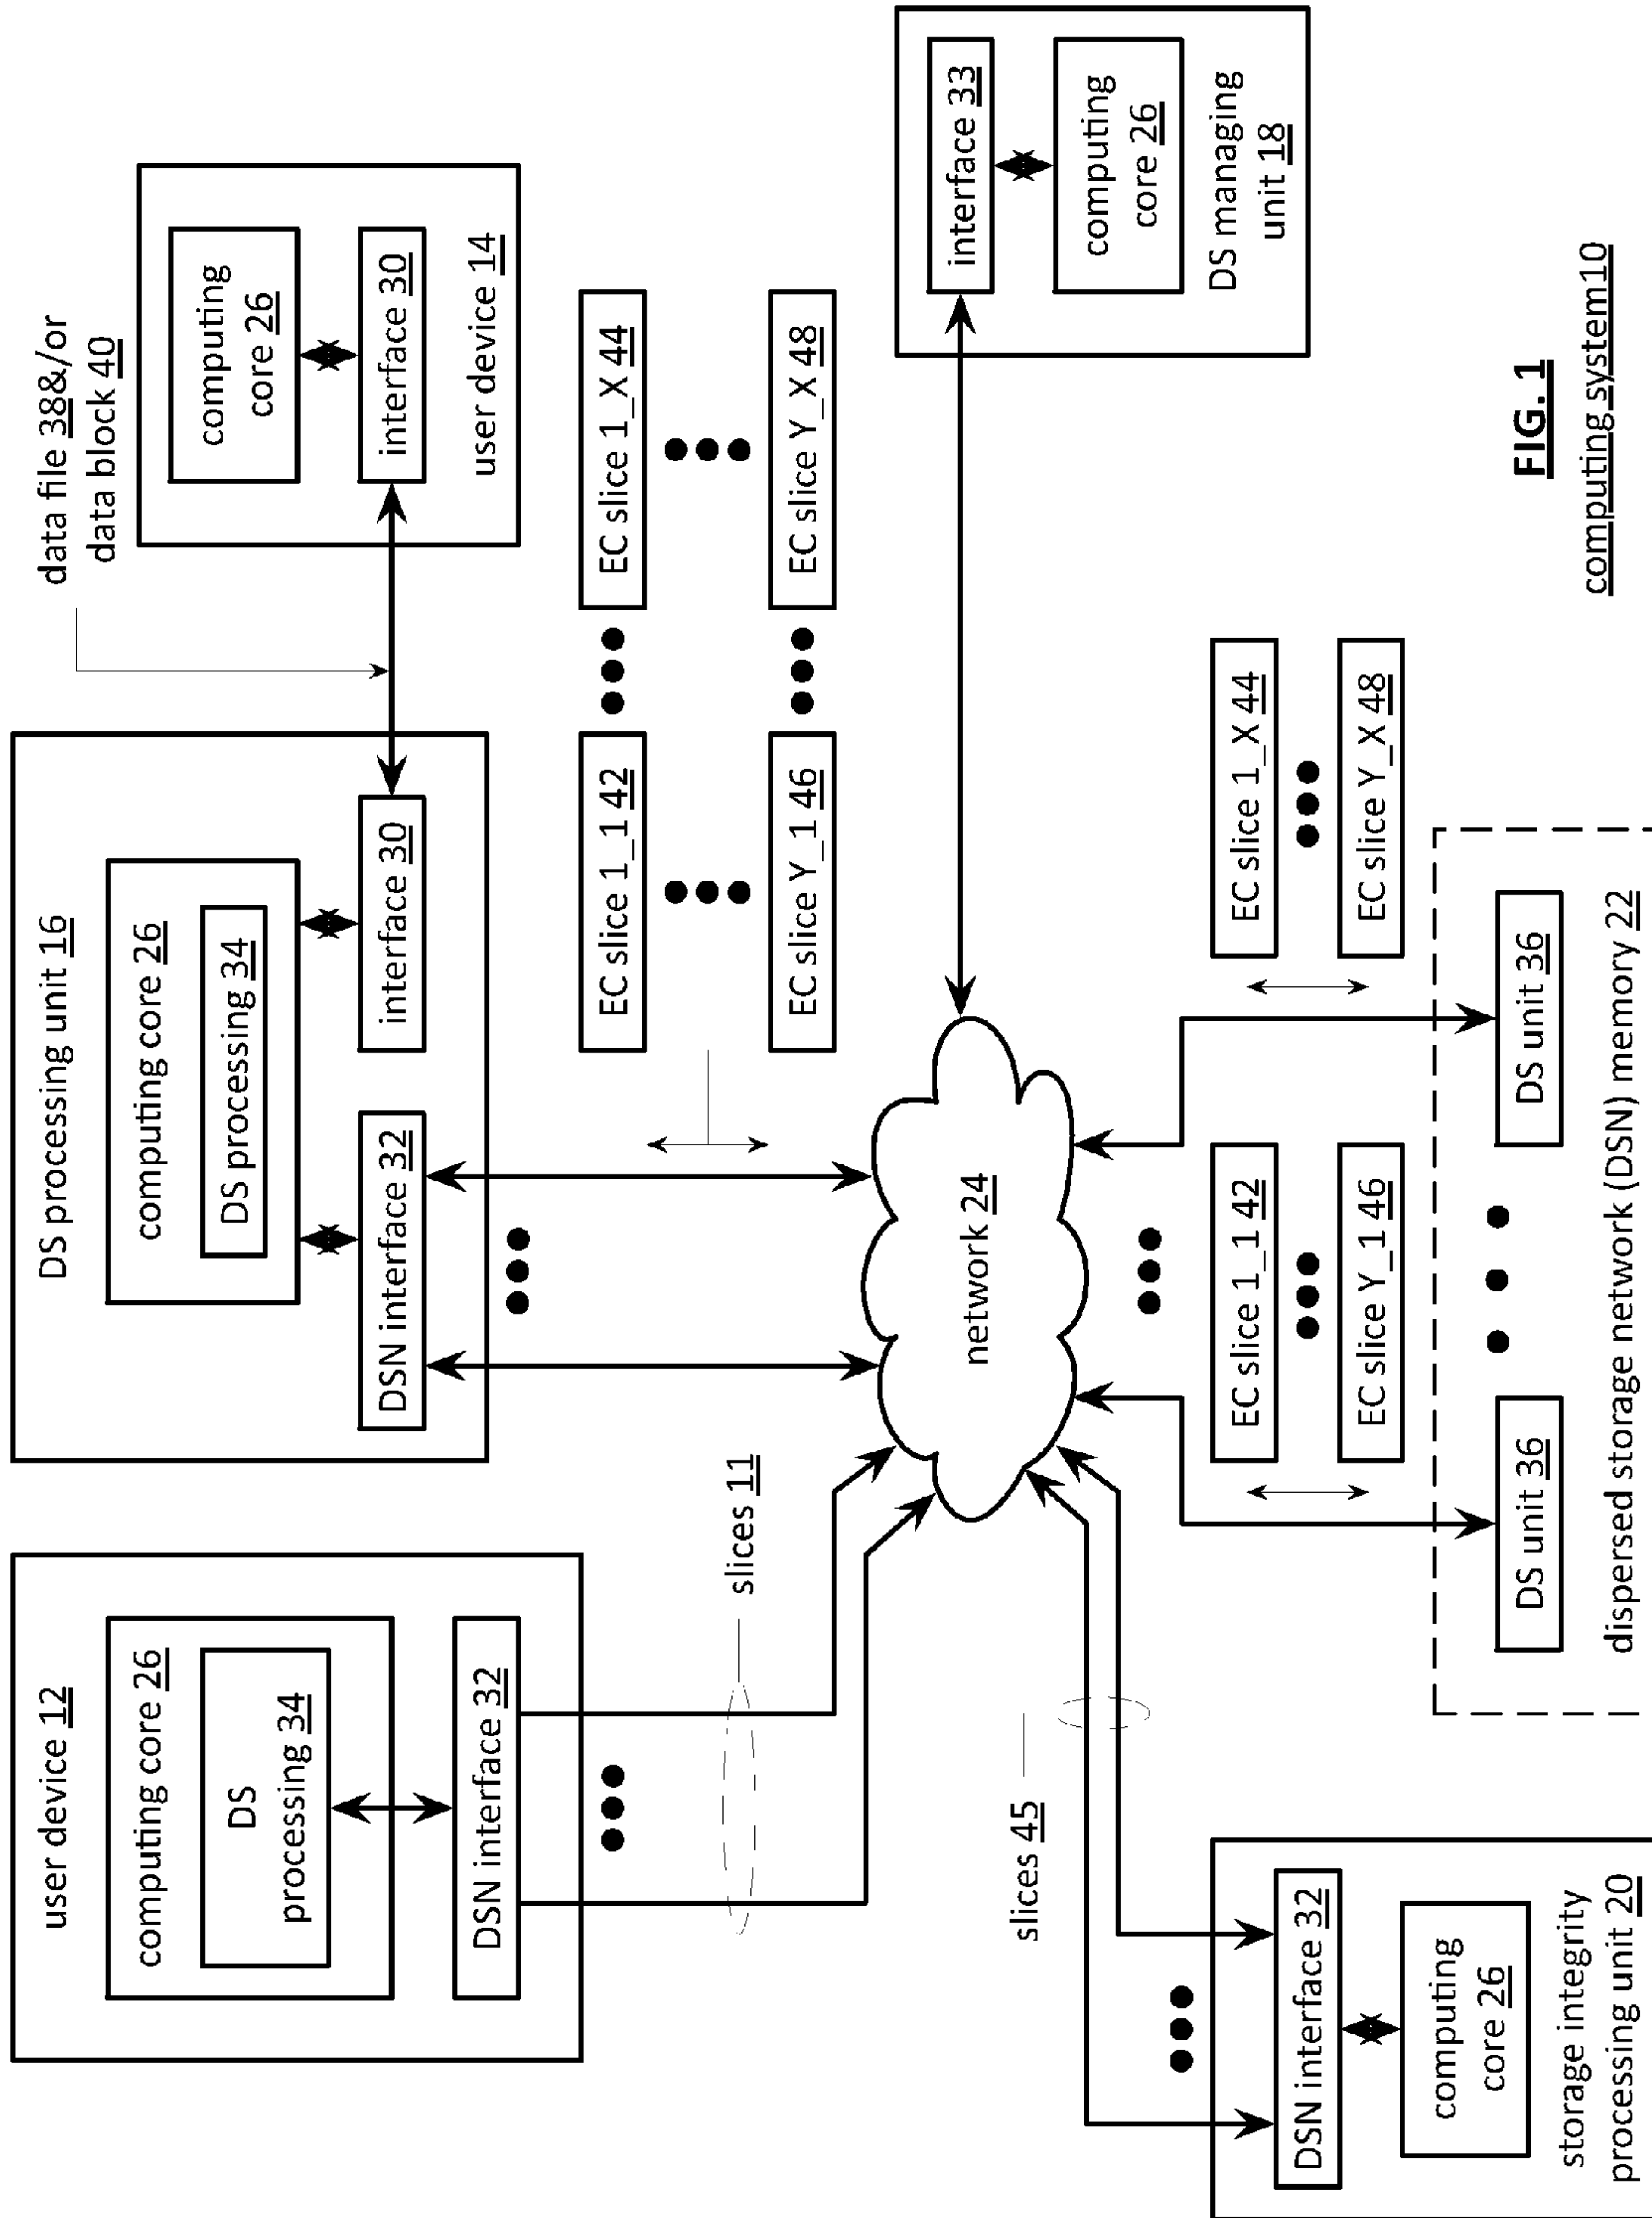 user device 12
computing core 26
DS
processing 34
DSN interface 32
slices 11
DS processing unit 16
computing core 26
DS processing 34
DSN interface 32
interface 30
data file 38&/or
data block 40
computing
core 26
interface 30
user device 14
EC slice 1_1 42
EC slice 1_X 44
EC slice Y_1 46
EC slice Y_X 48
network 24
interface 33
computing
core 26
DS managing
unit 18
slices 45
DSN interface 32
computing
core 26
storage integrity
processing unit 20
EC slice 1_1 42
EC slice Y_1 46
EC slice 1_X 44
EC slice Y_X 48
DS unit 36
DS unit 36
dispersed storage network (DSN) memory 22
FIG. 1
computing system10